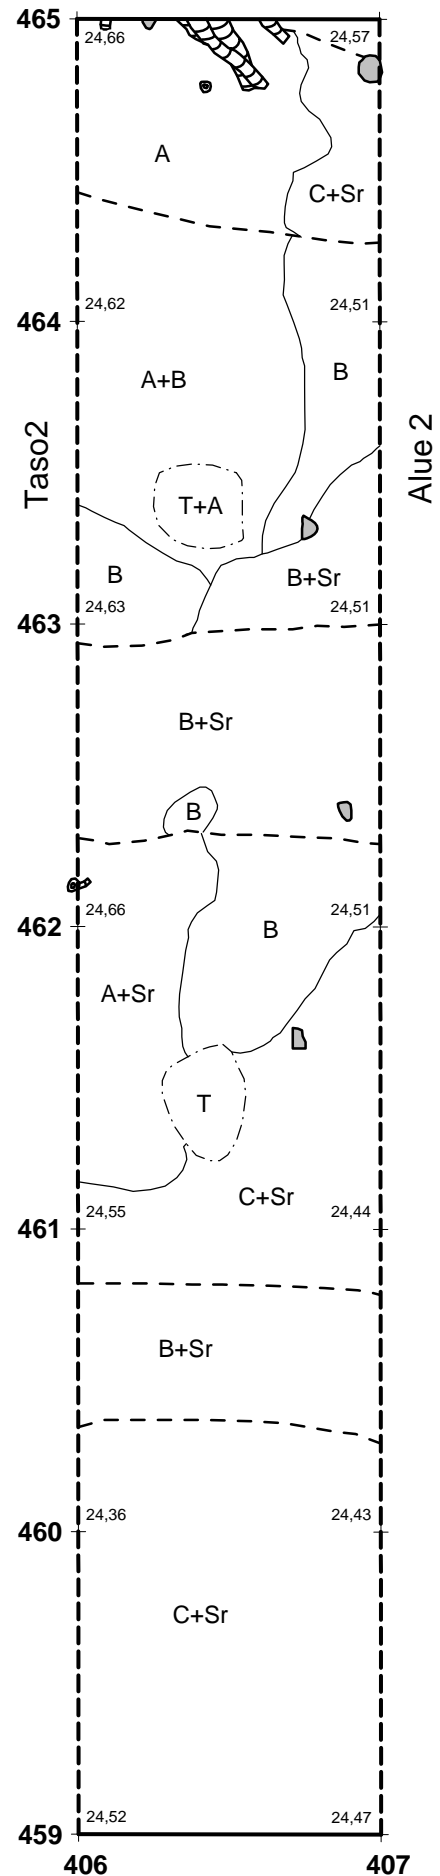 465
24,66 24,57
A
C+Sr
464 24,62 24,51
A+B B
Taso2
Alue 2
T+A
B B+Sr
463 24,63 24,51
B+Sr
B
462 24,66 24,51
B
A+Sr
T
C+Sr
461 24,55 24,44
B+Sr
460 24,36 24,43
C+Sr
459 24,52 24,47
406 407